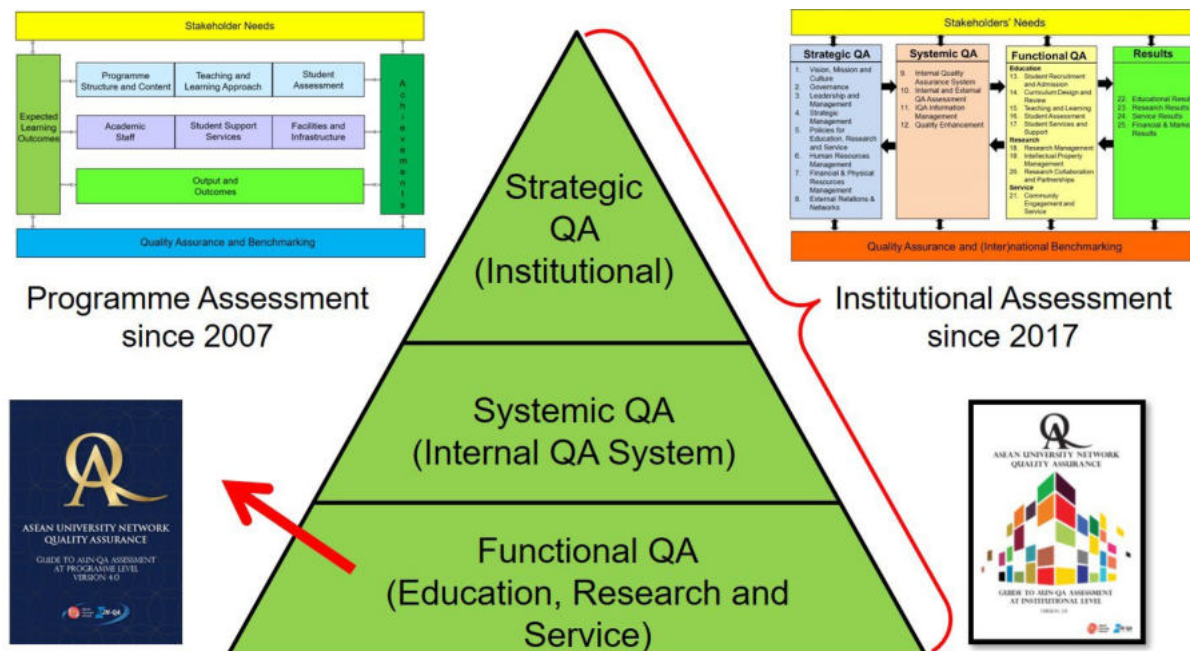 Stakeholder Needs
Expected
Learning
Outcomes
Programme
Structure and Content
Teaching and
Learning Approach
Student
Assessment
Academic
Staff
Student Support
Services
Facilities and
Infrastructure
Output and
Outcomes
Achievements
Quality Assurance and Benchmarking
Programme Assessment
since 2007
ASEAN UNIVERSITY NETWORK
QUALITY ASSURANCE
GUIDE TO AUN-QA ASSESSMENT
AT PROGRAMME LEVEL
VERSION 4.0
Strategic
QA
(Institutional)
Systemic QA
(Internal QA System)
Functional QA
(Education, Research and
Service)
Stakeholders' Needs
Strategic QA
1. Vision, Mission and
Culture
2. Governance
3. Leadership and
Management
4. Strategic
Management
5. Policies for
Education, Research
and Service
6. Human Resources
Management
7. Financial & Physical
Resources
Management
8. External Relations &
Networks
Systemic QA
9. Internal Quality
Assurance System
10. Internal and External
QA Assessment
11. IQA Information
Management
12. Quality Enhancement
Functional QA
Education
13. Student Recruitment
and Admission
14. Curriculum Design and
Review
15. Teaching and Learning
16. Student Assessment
17. Student Services and
Support
Research
18. Research Management
19. Intellectual Property
Management
20. Research Collaboration
and Partnerships
Service
21. Community
Engagement and
Service
Results
22. Educational Resul
23. Research Results
24. Service Results
25. Financial & Market
Results
Quality Assurance and (Inter)national Benchmarking
Institutional Assessment
since 2017
ASEAN UNIVERSITY NETWORK
QUALITY ASSURANCE
GUIDE TO AUN-QA ASSESSMENT
AT INSTITUTIONAL LEVEL